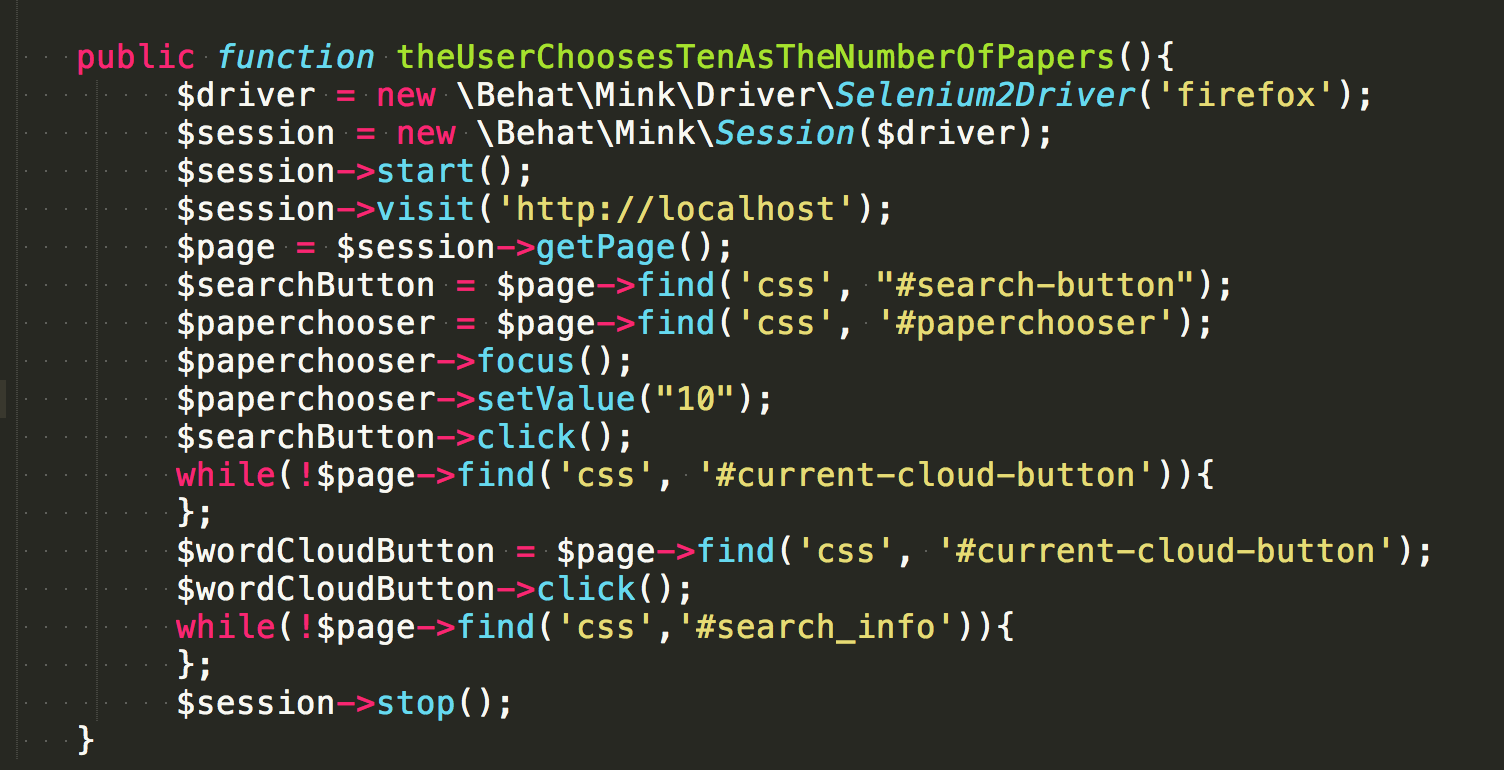 public function theUserChoosesTenAsTheNumberOfPapers(){
$driver = new \Behat\Mink\Driver\Selenium2Driver('firefox');
$session = new \Behat\Mink\Session($driver);
$session->start();
$session->visit('http://localhost');
$page = $session->getPage();
$searchButton = $page->find('css', "#search-button");
$paperchooser = $page->find('css', '#paperchooser');
$paperchooser->focus();
$paperchooser->setValue("10");
$searchButton->click();
while(!$page->find('css', '#current-cloud-button')){
};
$wordCloudButton = $page->find('css', '#current-cloud-button');
$wordCloudButton->click();
while(!$page->find('css','#search_info')){
};
$session->stop();
}